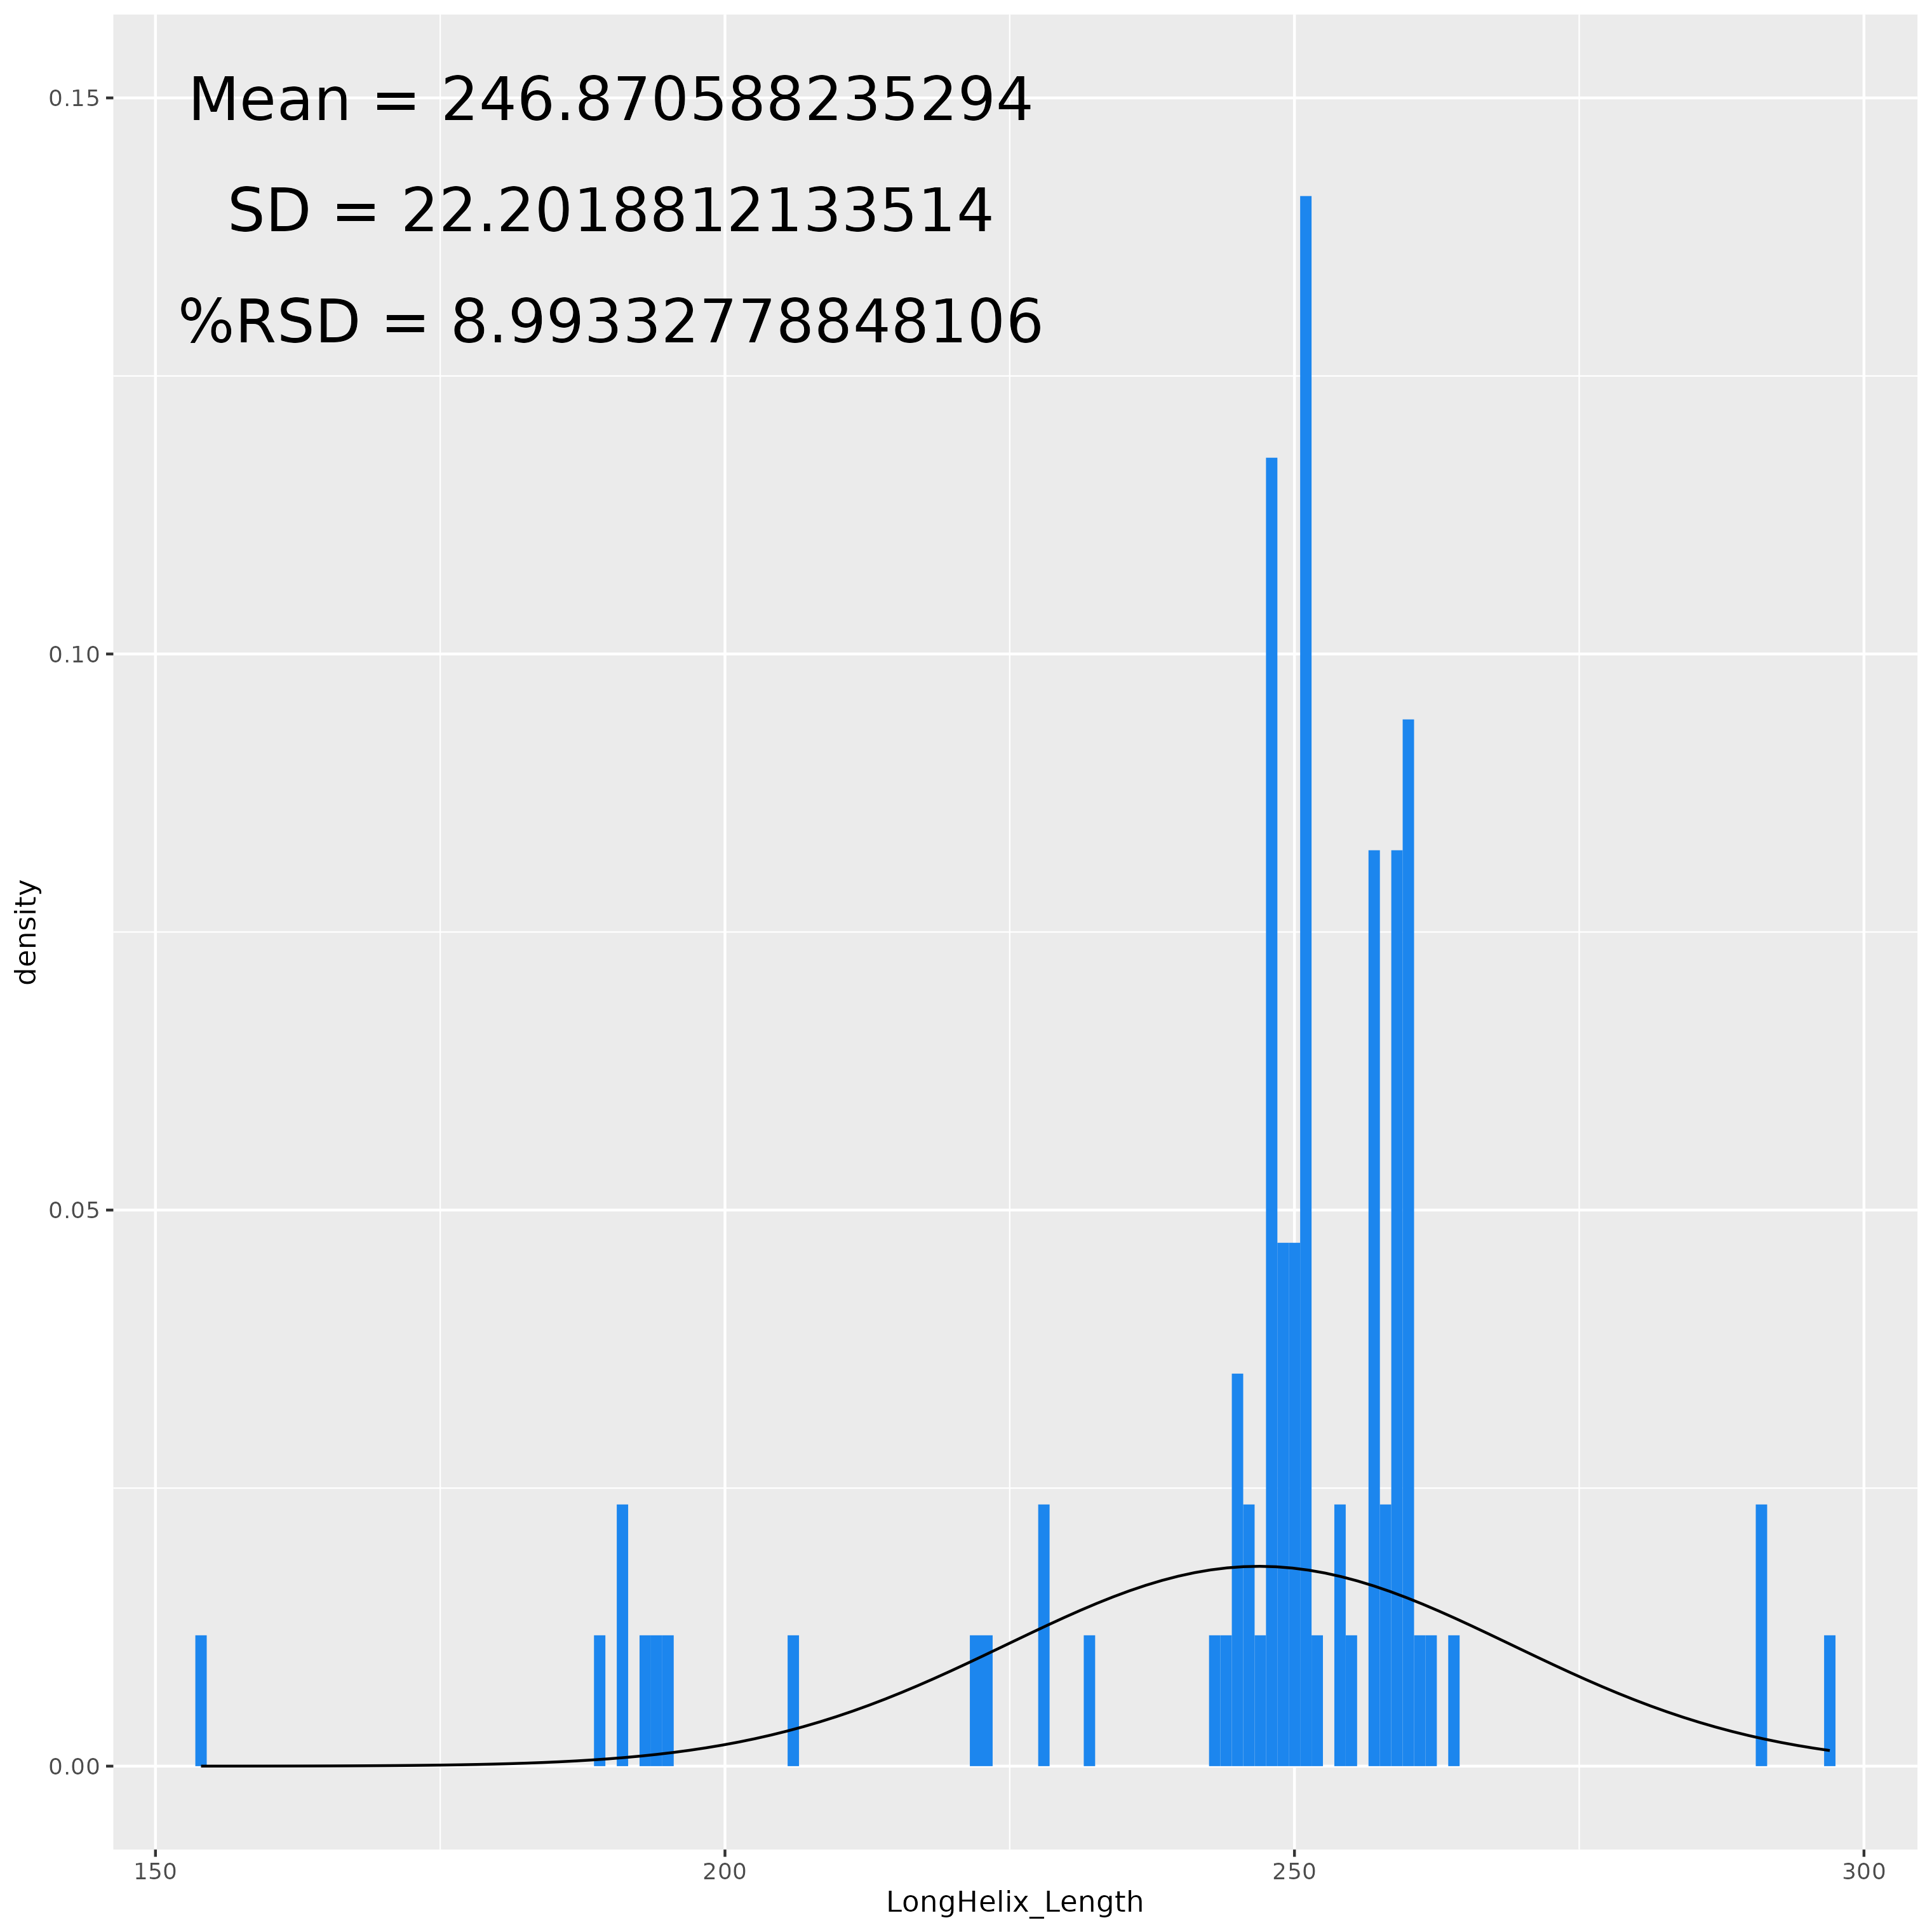 Mean = 246.870588235294
SD = 22.2018812133514
%RSD = 8.99332778848106
0.15
0.10
0.05
0.00
density
150 200 250 300
LongHelix_Length